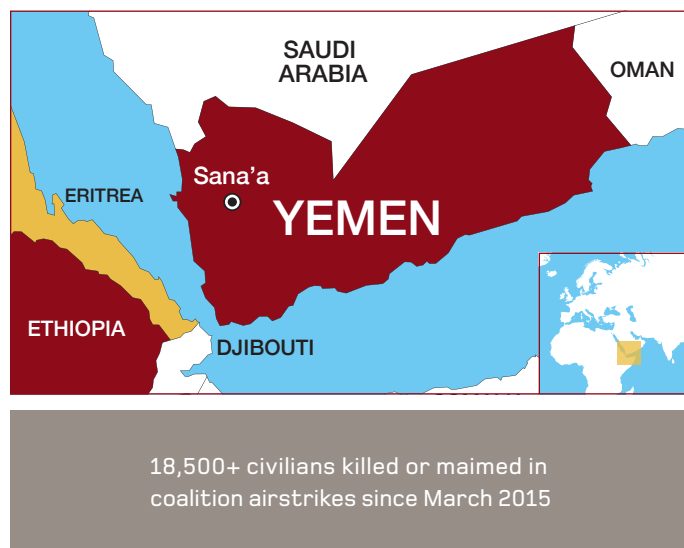 SAUDI
ARABIA
OMAN
Sana’a
ERITREA
YEMEN
ETHIOPIA
DJIBOUTI
18,500+ civilians killed or maimed in
coalition airstrikes since March 2015